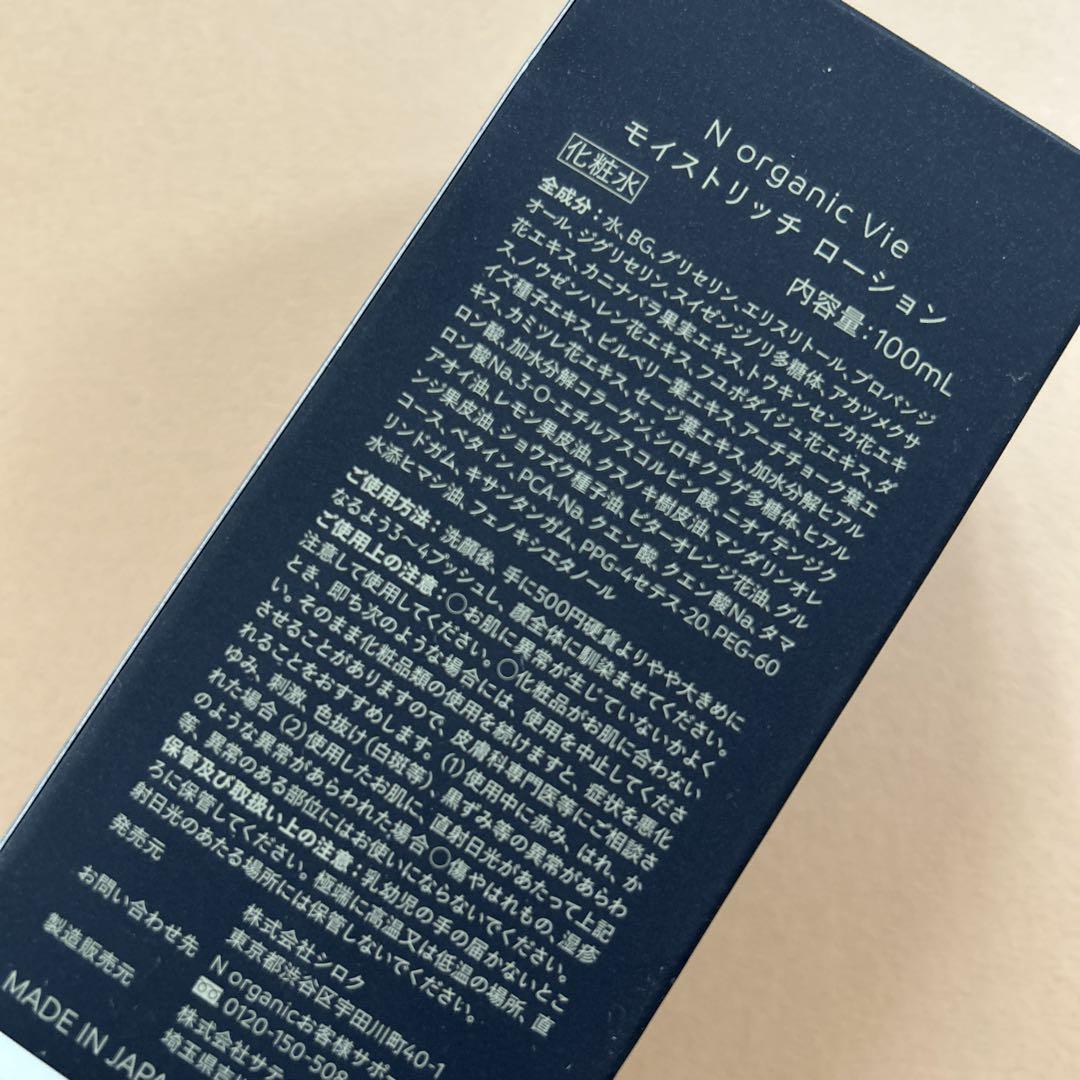 N organic Vie
モイストリッチ ローション
化粧水
内容量:100mL
全成分:水、BG、グリセリン、エリスリトール、プロパンジ
オール、ジグリセリン、スイゼンジノリ多糖体、アカツメクサ
花エキス、カニナバラ果実エキス、トウキンセンカ花エキ
ス、ノウゼンハレン花エキス、フユボダイジュ花エキス、ダ
イズ種子エキス、ビルベリー葉エキス、アーチチョーク葉エ
キス、カミツレ花エキス、セージ葉エキス、加水分解ヒアル
ロン酸、加水分解コラーゲン、シロキクラゲ多糖体、ヒアル
ロン酸Na、3-O-エチルアスコルビン酸、ニオイテンジク
アオイ油、レモン果皮油、クスノキ樹皮油、マンダリンオレ
ンジ果皮油、ショウズク種子油、ビターオレンジ花油、グル
コース、ベタイン、PCA-Na、クエン酸、クエン酸Na、タマ
リンドガム、キサンタンガム、PPG-4セテス-20、PEG-60
水添ヒマシ油、フェノキシエタノール
ご使用方法:洗顔後、手に500円硬貨よりやや大きめに
なるよう3〜4プッシュし、顔全体に馴染ませてください。
ご使用上の注意:○お肌に異常が生じていないかよく
注意して使用してください。○化粧品がお肌に合わない
とき、即ち次のような場合には、使用を中止してくださ
い。そのまま化粧品類の使用を続けますと、症状を悪化
させることがありますので、皮膚科専門医等にご相談さ
れることをおすすめします。(1)使用中に赤み、はれ、か
ゆみ、刺激、色抜け(白斑等)、黒ずみ等の異常があらわ
れた場合(2)使用したお肌に、直射日光があたって上記
のような異常があらわれた場合○傷やはれもの、湿疹
等、異常のある部位にはお使いにならないでください。
保管及び取扱い上の注意:乳幼児の手の届かないとこ
ろに保管してください。極端に高温又は低温の場所、直
射日光のあたる場所には保管しないでください。
発売元 株式会社シロク
東京都渋谷区宇田川町40-1
お問い合わせ先 N organicお客様サポー
0120-150-508
製造販売元 株式会社サテ
埼玉県吉
MADE IN JAPA